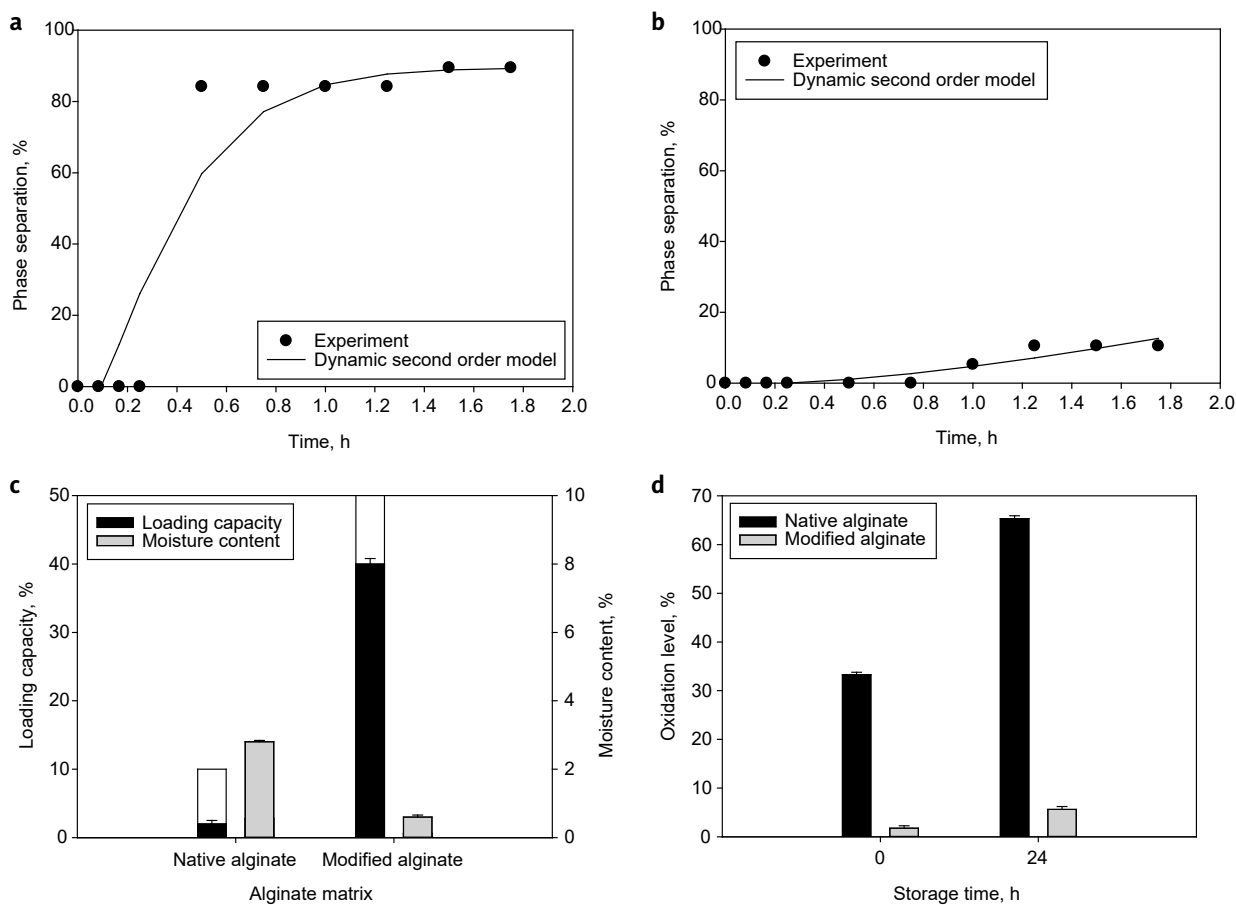 a
100
80
60
40
20
0
Phase separation, %
Experiment
Dynamic second order model
0.0 0.2 0.4 0.6 0.8 1.0 1.2 1.4 1.6 1.8 2.0
Time, h
b
100
80
60
40
20
0
Phase separation, %
Experiment
Dynamic second order model
0.0 0.2 0.4 0.6 0.8 1.0 1.2 1.4 1.6 1.8 2.0
Time, h
c
50
40
30
20
10
0
Loading capacity, %
Loading capacity
Moisture content
10
8
6
4
2
0
Moisture content, %
Native alginate Modified alginate
Alginate matrix
d
70
60
50
40
30
20
10
0
Oxidation level, %
Native alginate
Modified alginate
0 24
Storage time, h